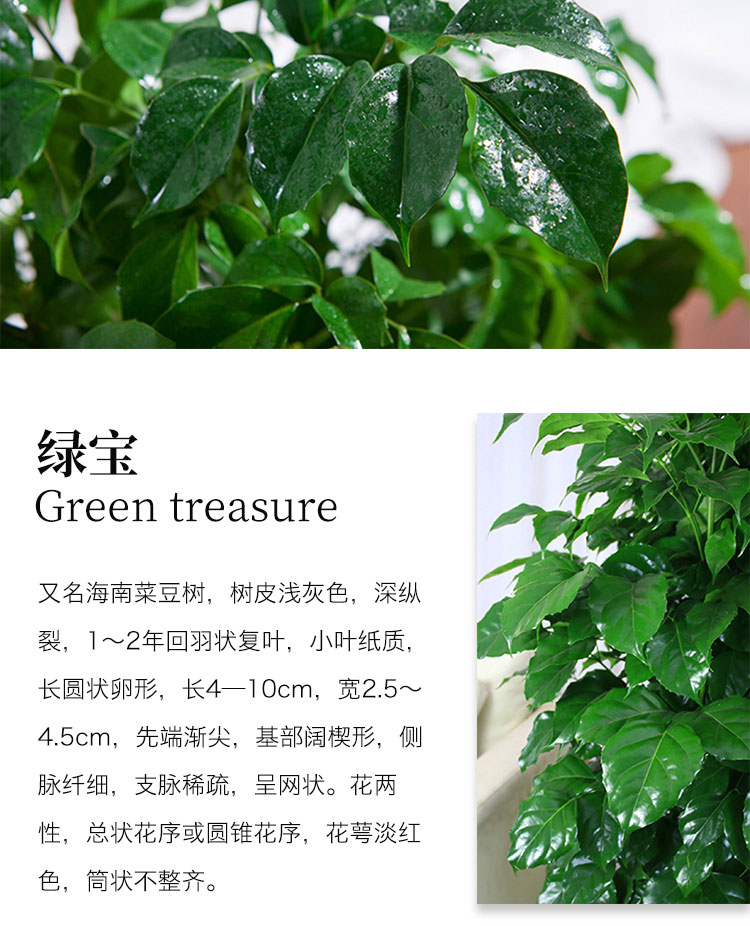 绿宝
Green treasure
又名海南菜豆树，树皮浅灰色，深纵
裂，1～2年回羽状复叶，小叶纸质，
长圆状卵形，长4—10cm，宽2.5～
4.5cm，先端渐尖，基部阔楔形，侧
脉纤细，支脉稀疏，呈网状。花两
性，总状花序或圆锥花序，花萼淡红
色，筒状不整齐。